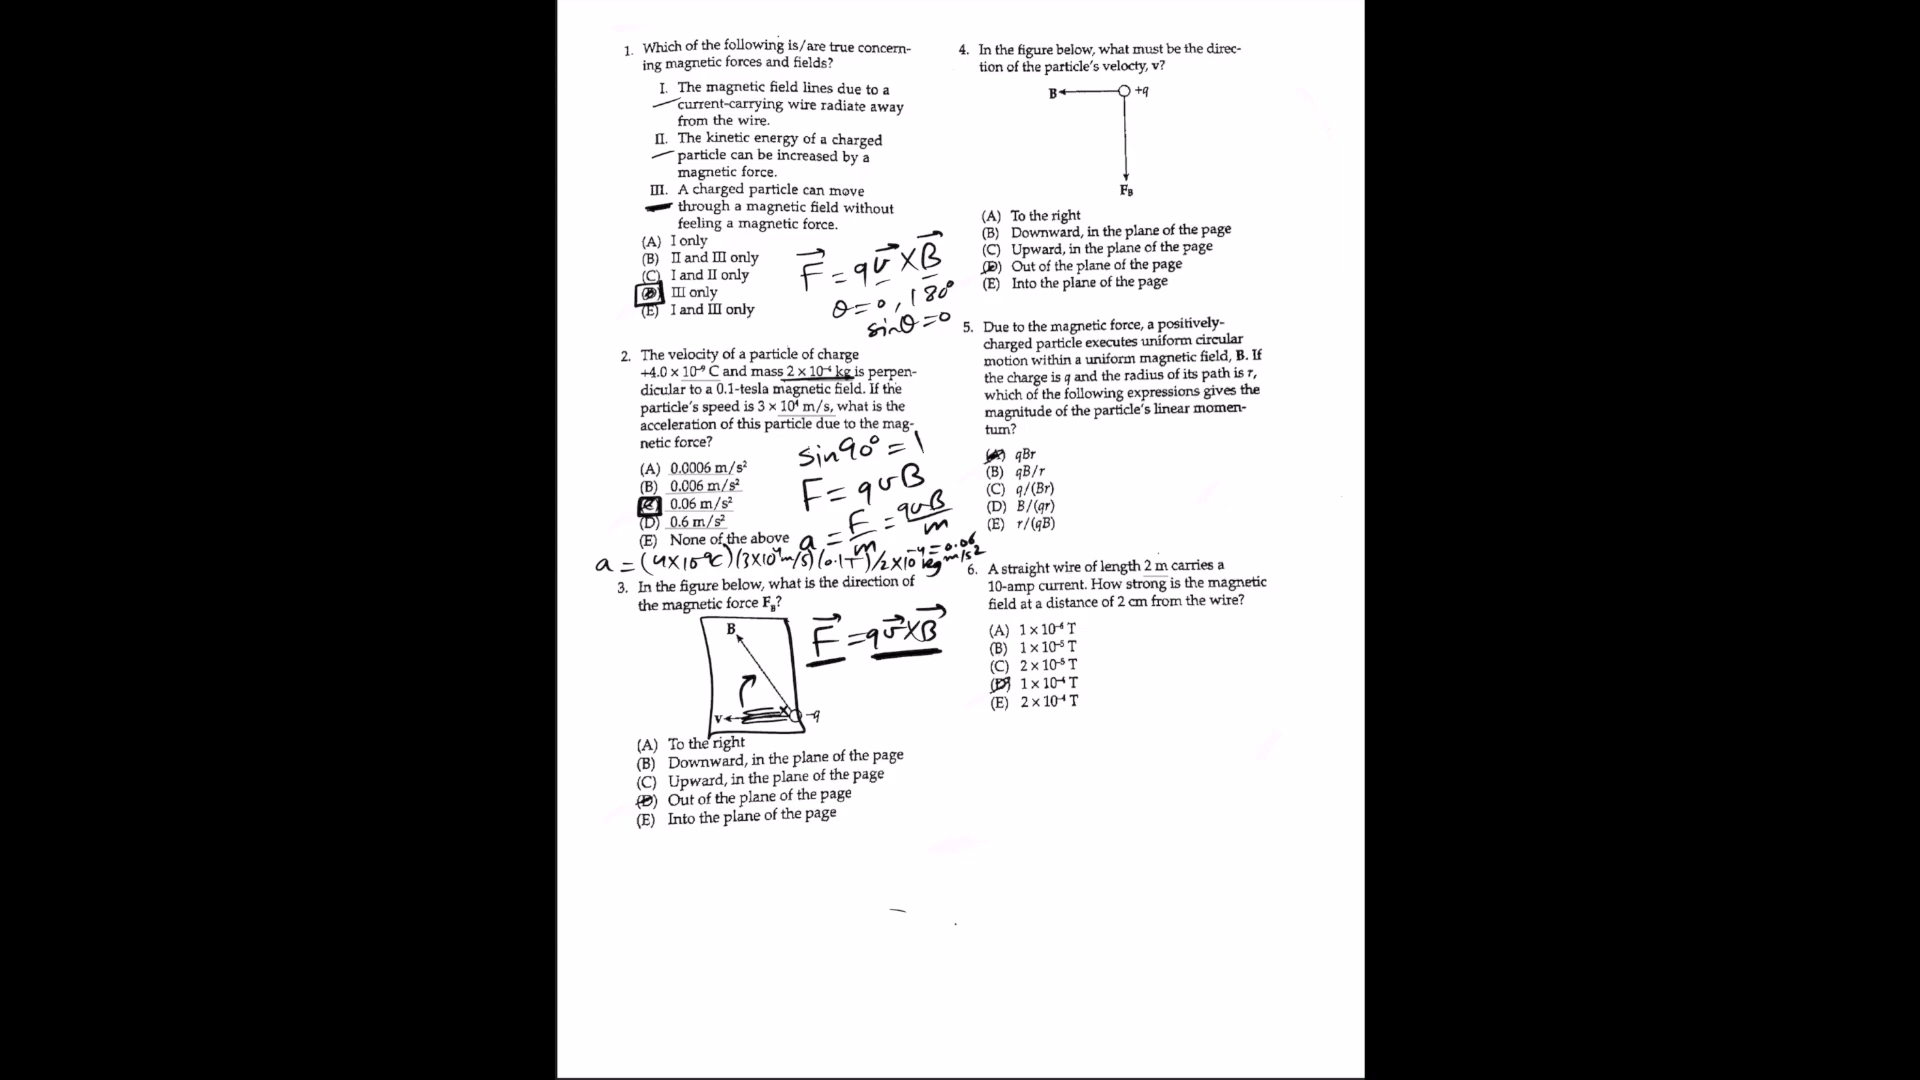 1. Which of the following is/are true concern-
ing magnetic forces and fields?
I. The magnetic field lines due to a
current-carrying wire radiate away
from the wire.
II. The kinetic energy of a charged
particle can be increased by a
magnetic force.
III. A charged particle can move
through a magnetic field without
feeling a magnetic force.
(A) I only
(B) II and III only
(C) I and II only
(D) III only
(E) I and III only
F = qv × B
θ = 0, 180°
sinθ = 0
2. The velocity of a particle of charge
+4.0 × 10⁻⁹ C and mass 2 × 10⁻⁴ kg is perpen-
dicular to a 0.1-tesla magnetic field. If the
particle's speed is 3 × 10⁴ m/s, what is the
acceleration of this particle due to the mag-
netic force?
(A) 0.0006 m/s²
(B) 0.006 m/s²
(C) 0.06 m/s²
(D) 0.6 m/s²
(E) None of the above
sin90° = 1
F = qvB
a = F/m = qvB/m
a = (4×10⁻⁹C)(3×10⁴m/s)(0.1T)/2×10⁻⁴kg = 0.06 m/s²
3. In the figure below, what is the direction of
the magnetic force F_B?
F = qv × B
B
v
-q
(A) To the right
(B) Downward, in the plane of the page
(C) Upward, in the plane of the page
(D) Out of the plane of the page
(E) Into the plane of the page
4. In the figure below, what must be the direc-
tion of the particle's velocty, v?
B
+q
F_B
(A) To the right
(B) Downward, in the plane of the page
(C) Upward, in the plane of the page
(D) Out of the plane of the page
(E) Into the plane of the page
5. Due to the magnetic force, a positively-
charged particle executes uniform circular
motion within a uniform magnetic field, B. If
the charge is q and the radius of its path is r,
which of the following expressions gives the
magnitude of the particle's linear momen-
tum?
(A) qBr
(B) qB/r
(C) q/(Br)
(D) B/(qr)
(E) r/(qB)
6. A straight wire of length 2 m carries a
10-amp current. How strong is the magnetic
field at a distance of 2 cm from the wire?
(A) 1 × 10⁻⁶ T
(B) 1 × 10⁻⁵ T
(C) 2 × 10⁻⁵ T
(D) 1 × 10⁻⁴ T
(E) 2 × 10⁻⁴ T